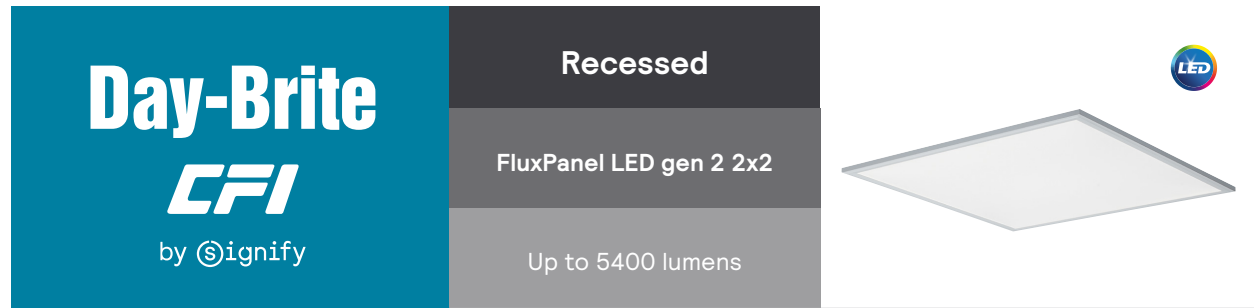 Day-Brite
CFI
by signify
Recessed
FluxPanel LED gen 2 2x2
Up to 5400 lumens
LED